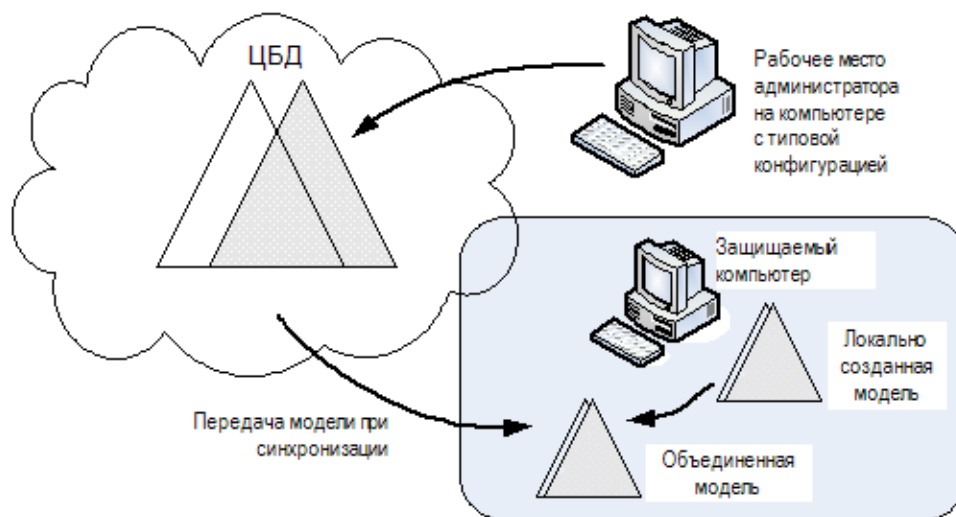 ЦБД
Рабочее место
администратора
на компьютере
с типовой
конфигурацией
Защищаемый
компьютер
Локально
созданная
модель
Передача модели при
синхронизации
Объединенная
модель